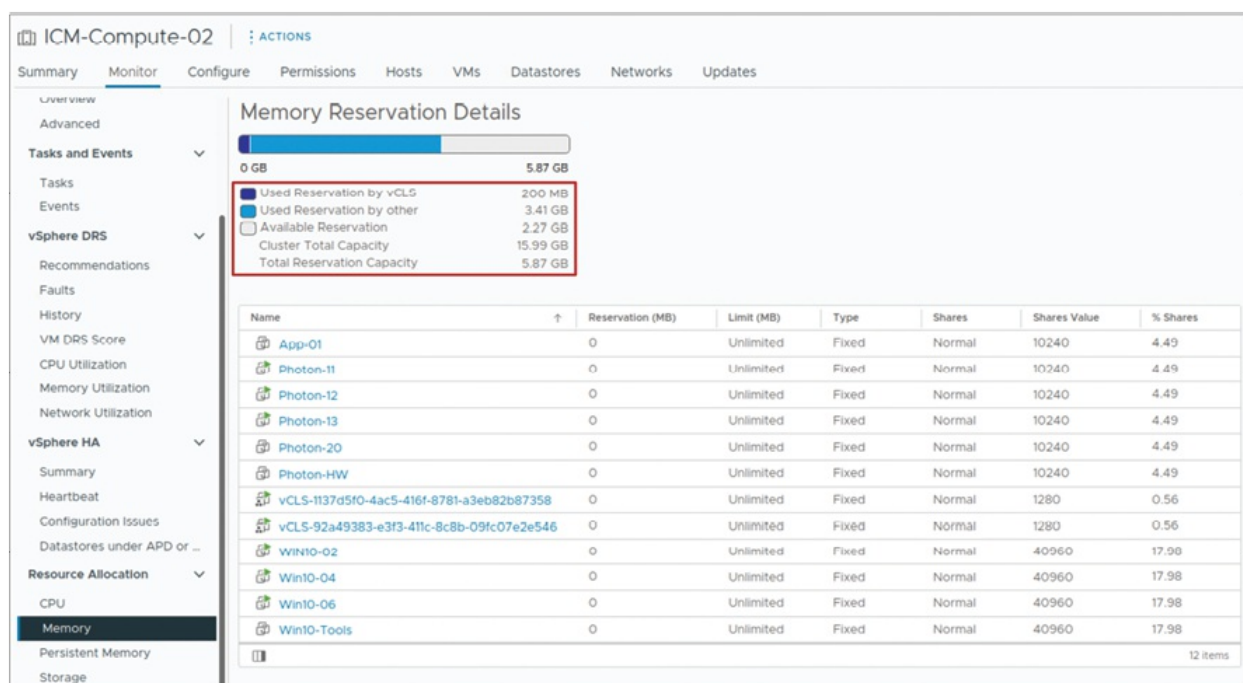 ICM-Compute-02 ACTIONS
Summary Monitor Configure Permissions Hosts VMs Datastores Networks Updates
Overview
Advanced
Tasks and Events
Tasks
Events
vSphere DRS
Recommendations
Faults
History
VM DRS Score
CPU Utilization
Memory Utilization
Network Utilization
vSphere HA
Summary
Heartbeat
Configuration Issues
Datastores under APD or ...
Resource Allocation
CPU
Memory
Persistent Memory
Storage
Memory Reservation Details
0 GB 5.87 GB
Used Reservation by vCLS 200 MB
Used Reservation by other 3.41 GB
Available Reservation 2.27 GB
Cluster Total Capacity 15.99 GB
Total Reservation Capacity 5.87 GB
Name ↑ Reservation (MB) Limit (MB) Type Shares Shares Value % Shares
App-01 0 Unlimited Fixed Normal 10240 4.49
Photon-11 0 Unlimited Fixed Normal 10240 4.49
Photon-12 0 Unlimited Fixed Normal 10240 4.49
Photon-13 0 Unlimited Fixed Normal 10240 4.49
Photon-20 0 Unlimited Fixed Normal 10240 4.49
Photon-HW 0 Unlimited Fixed Normal 10240 4.49
vCLS-1137d5f0-4ac5-416f-8781-a3eb82b87358 0 Unlimited Fixed Normal 1280 0.56
vCLS-92a49383-e3f3-411c-8c8b-09fc07e2e546 0 Unlimited Fixed Normal 1280 0.56
WIN10-02 0 Unlimited Fixed Normal 40960 17.98
Win10-04 0 Unlimited Fixed Normal 40960 17.98
Win10-06 0 Unlimited Fixed Normal 40960 17.98
Win10-Tools 0 Unlimited Fixed Normal 40960 17.98
12 items